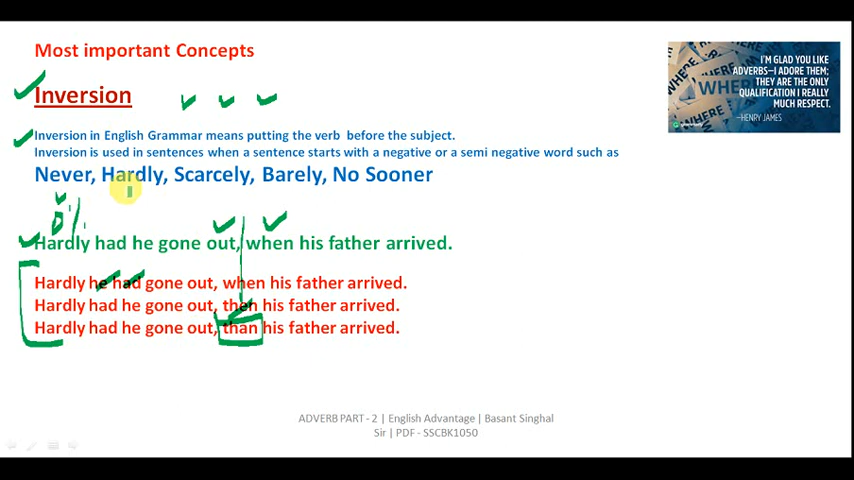 Most important Concepts
Inversion
Inversion in English Grammar means putting the verb before the subject.
Inversion is used in sentences when a sentence starts with a negative or a semi negative word such as
Never, Hardly, Scarcely, Barely, No Sooner
0%
Hardly had he gone out, when his father arrived.
Hardly he had gone out, when his father arrived.
Hardly had he gone out, then his father arrived.
Hardly had he gone out, than his father arrived.
I'M GLAD YOU LIKE
ADVERBS—I ADORE THEM;
THEY ARE THE ONLY
QUALIFICATION I REALLY
MUCH RESPECT.
—HENRY JAMES
WHERE
ADVERB PART - 2 | English Advantage | Basant Singhal
Sir | PDF - SSCBK1050